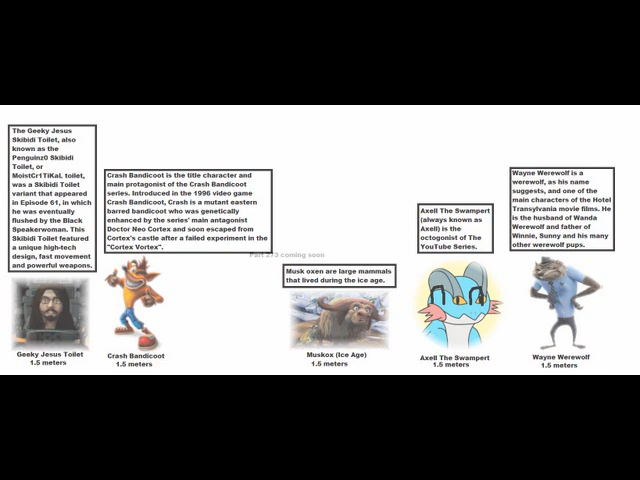 The Geeky Jesus
Skibidi Toilet, also
known as the
Penguinz0 Skibidi
Toilet, or
MoistCr1TiKaL toilet,
was a Skibidi Toilet
variant that appeared
in Episode 61, in which
he was eventually
flushed by the Black
Speakerwoman. This
Skibidi Toilet featured
a unique high-tech
design, fast movement
and powerful weapons.
Geeky Jesus Toilet
1.5 meters
Crash Bandicoot is the title character and
main protagonist of the Crash Bandicoot
series. Introduced in the 1996 video game
Crash Bandicoot, Crash is a mutant eastern
barred bandicoot who was genetically
enhanced by the series' main antagonist
Doctor Neo Cortex and soon escaped from
Cortex's castle after a failed experiment in the
"Cortex Vortex".
Crash Bandicoot
1.5 meters
Part 273 coming soon
Musk oxen are large mammals
that lived during the ice age.
Muskox (Ice Age)
1.5 meters
Axell The Swampert
(always known as
Axell) is the
octogonist of The
YouTube Series.
Axell The Swampert
1.5 meters
Wayne Werewolf is a
werewolf, as his name
suggests, and one of the
main characters of the Hotel
Transylvania movie films. He
is the husband of Wanda
Werewolf and father of
Winnie, Sunny and his many
other werewolf pups.
Wayne Werewolf
1.5 meters